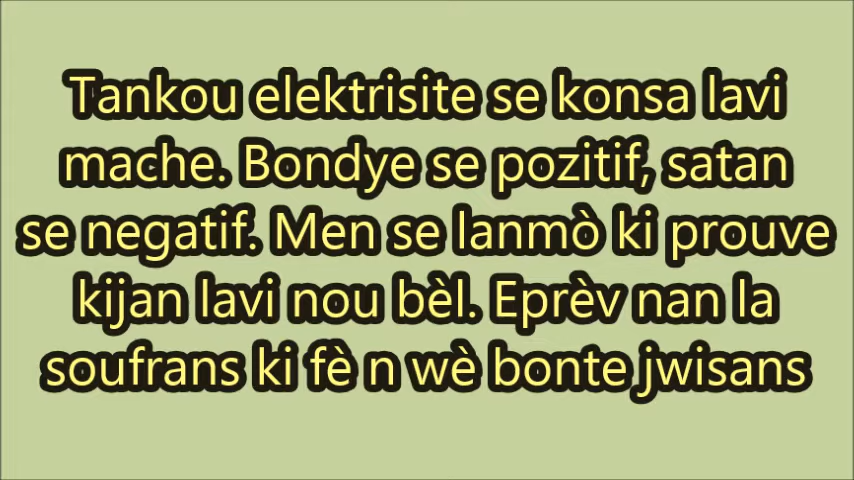 Tankou elektrisite se konsa lavi
mache. Bondye se pozitif, satan
se negatif. Men se lanmò ki prouve
kijan lavi nou bèl. Eprèv nan la
soufrans ki fè n wè bonte jwisans